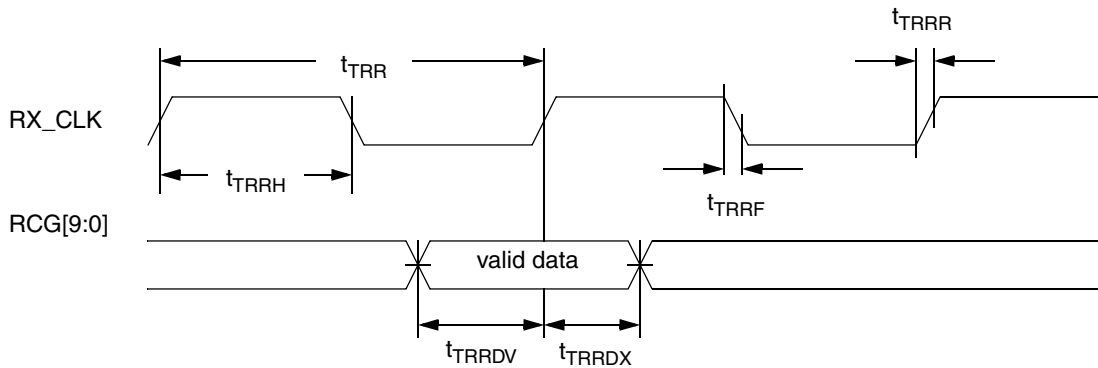 tTRRR
tTRR
RX_CLK
tTRRH
tTRRF
RCG[9:0]
valid data
tTRRDV
tTRRDX